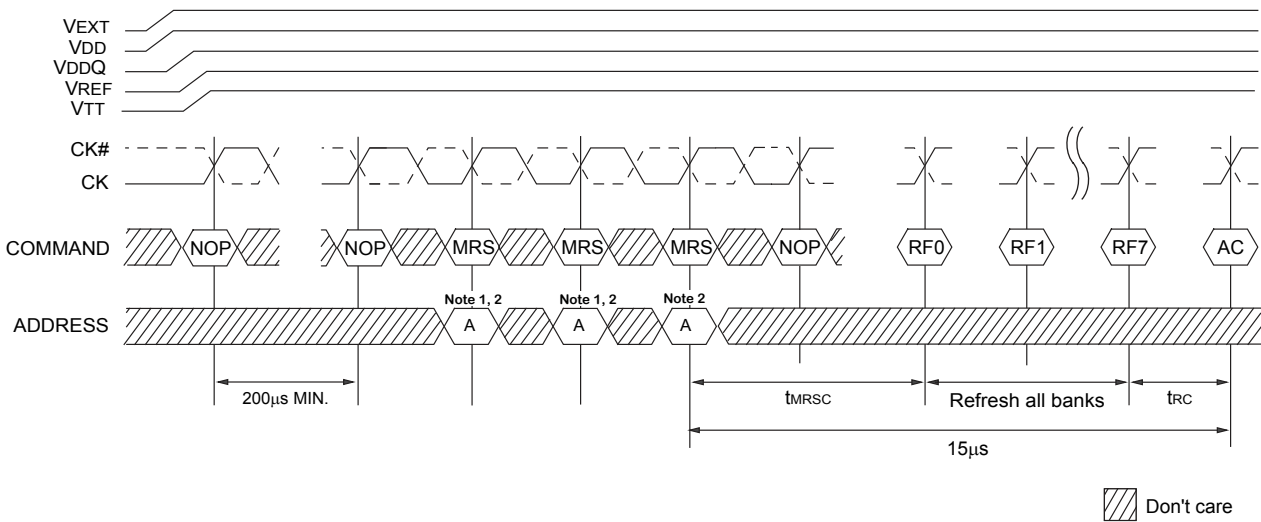 VEXT
VDD
VDDQ
VREF
VTT
CK#
CK
COMMAND NOP NOP MRS MRS MRS NOP RF0 RF1 RF7 AC
Note 1, 2 Note 1, 2 Note 2
ADDRESS A A A
200μs MIN. tMRSC Refresh all banks tRC
15μs
Don't care